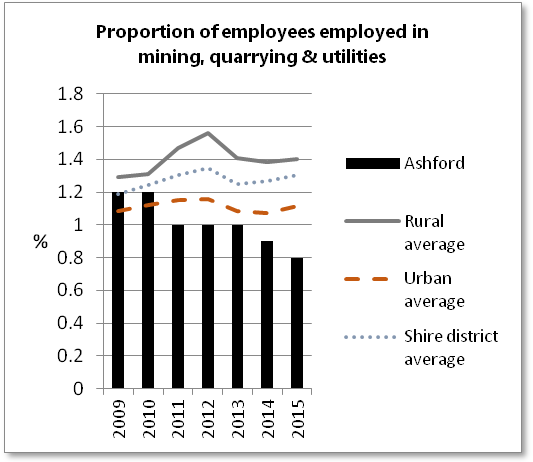 Proportion of employees employed in
mining, quarrying & utilities
1.8
1.6
1.4
1.2
1
0.8
0.6
0.4
0.2
0
%
2009
2010
2011
2012
2013
2014
2015
Ashford
Rural
average
Urban
average
Shire district
average